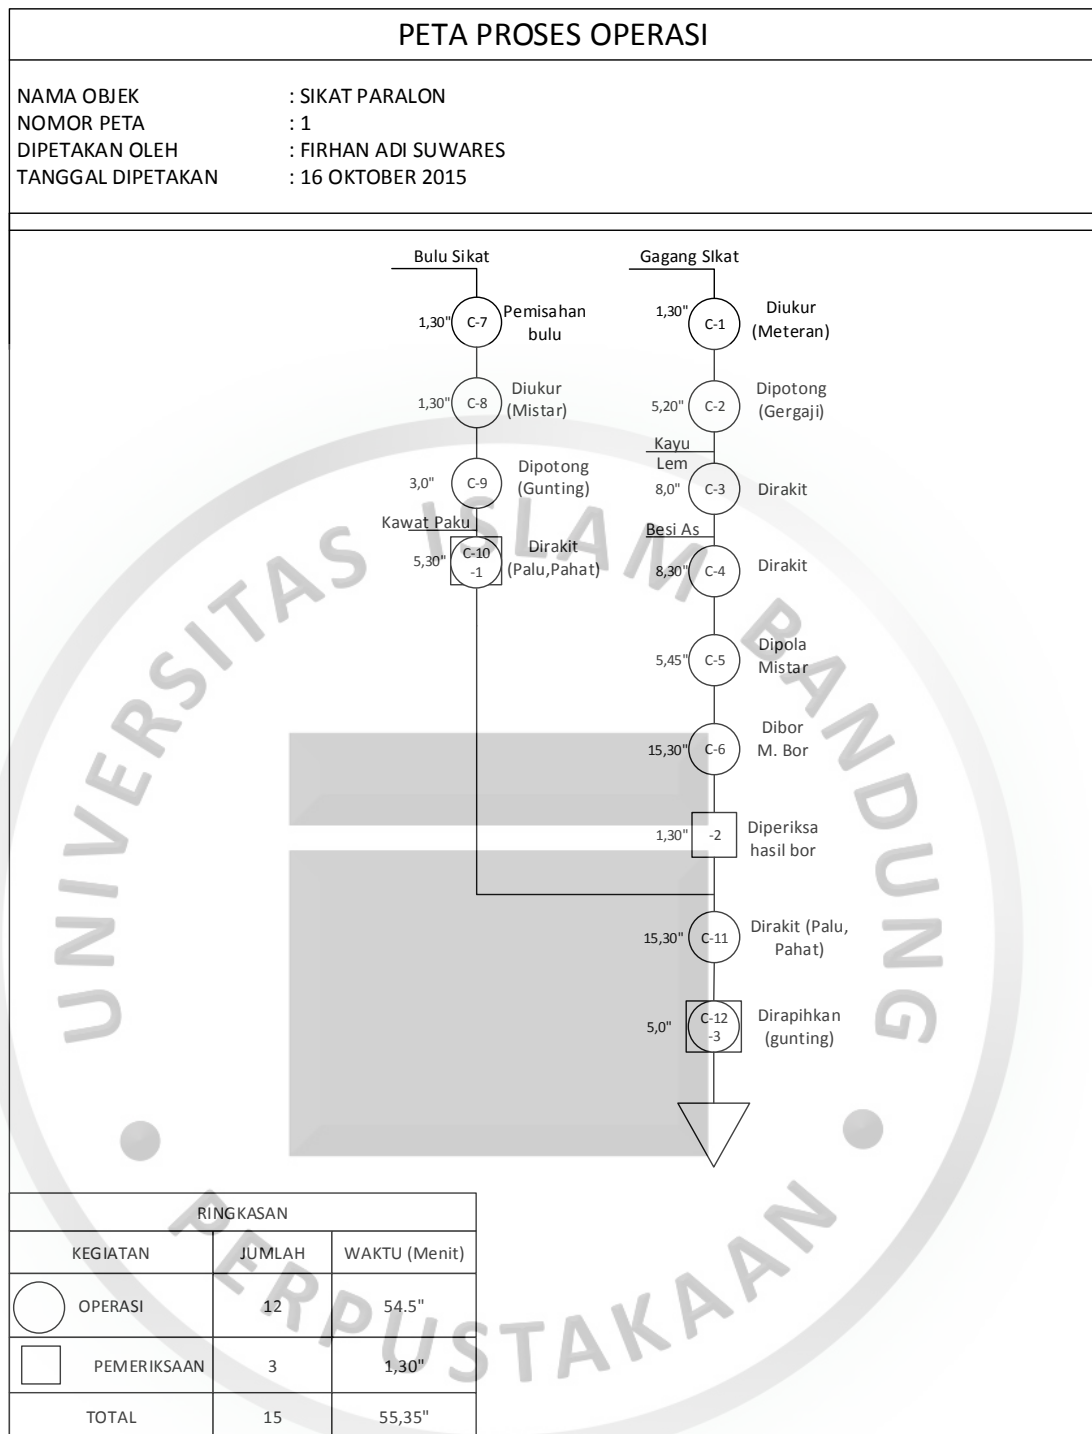 PETA PROSES OPERASI
NAMA OBJEK : SIKAT PARALON
NOMOR PETA : 1
DIPETAKAN OLEH : FIRHAN ADI SUWARES
TANGGAL DIPETAKAN : 16 OKTOBER 2015
Bulu Sikat
1,30" C-7 Pemisahan
bulu
1,30" C-8 Diukur
(Mistar)
3,0" C-9 Dipotong
(Gunting)
Kawat Paku
5,30" C-10
-1
Dirakit
(Palu,Pahat)
Gagang SIkat
1,30" C-1 Diukur
(Meteran)
5,20" C-2 Dipotong
(Gergaji)
Kayu
Lem
8,0" C-3 Dirakit
Besi As
8,30" C-4 Dirakit
5,45" C-5 Dipola
Mistar
15,30" C-6 Dibor
M. Bor
1,30" -2 Diperiksa
hasil bor
15,30" C-11 Dirakit (Palu,
Pahat)
5,0" C-12
-3
Dirapihkan
(gunting)
RINGKASAN
KEGIATAN JUMLAH WAKTU (Menit)
OPERASI 12 54.5"
PEMERIKSAAN 3 1,30"
TOTAL 15 55,35"
UNIVERSITAS ISLAM BANDUNG
PERPUSTAKAAN